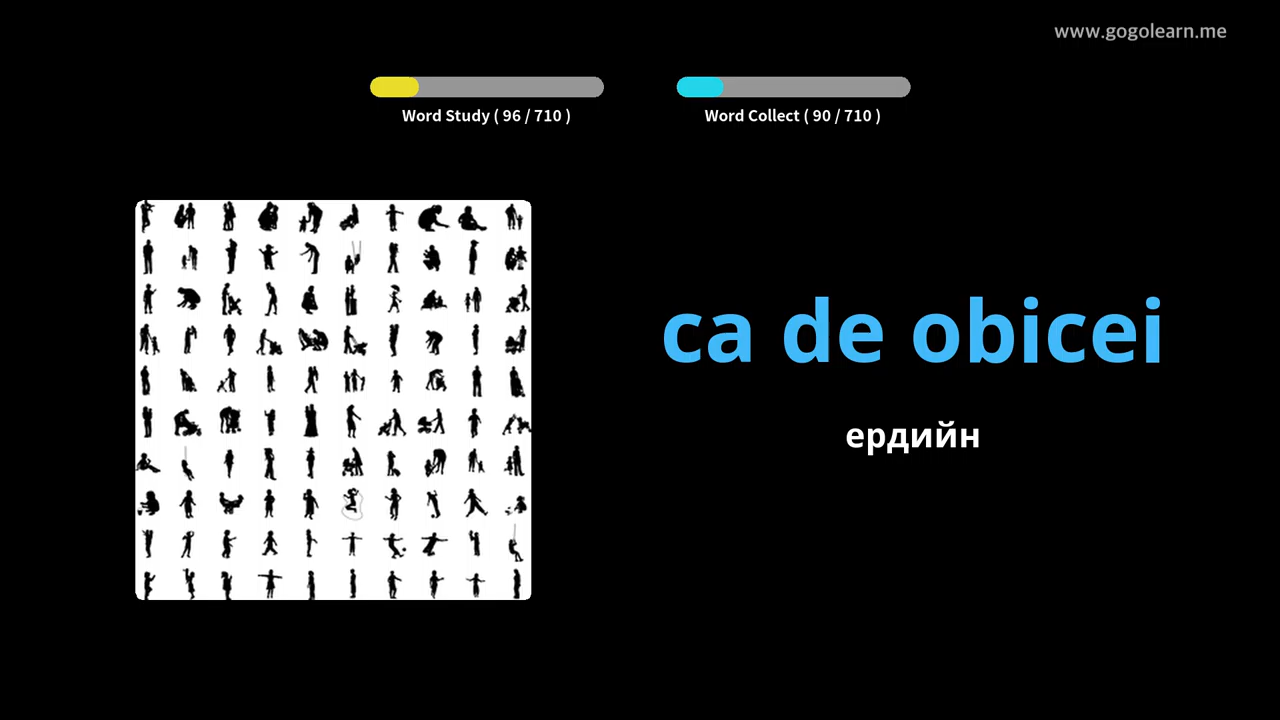 www.gogolearn.me
Word Study ( 96 / 710 )
Word Collect ( 90 / 710 )
ca de obicei
ердийн